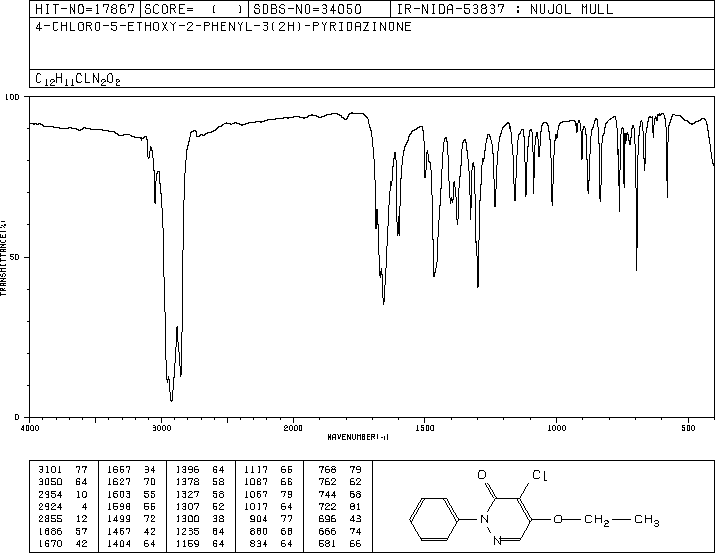 HIT-NO=17867 SCORE= ( ) SDBS-NO=34050 IR-NIDA-53837 : NUJOL MULL
4-CHLORO-5-ETHOXY-2-PHENYL-3(2H)-PYRIDAZINONE
C12H11CLN2O2
100
50
0
TRANSMITTANCE(%)
4000 3000 2000 1500 1000 500
WAVENUMBER(-1)
3101 77 1657 34 1396 64 1117 66 768 79
3050 64 1627 70 1378 58 1087 66 762 62
2954 10 1603 55 1327 58 1067 79 744 68
2924 4 1598 55 1307 62 1017 64 722 81
2855 12 1499 72 1300 38 904 77 696 43
1686 57 1467 42 1235 64 880 68 666 74
1670 42 1404 64 1159 64 834 64 581 66
O Cl
N O CH2 CH3
N